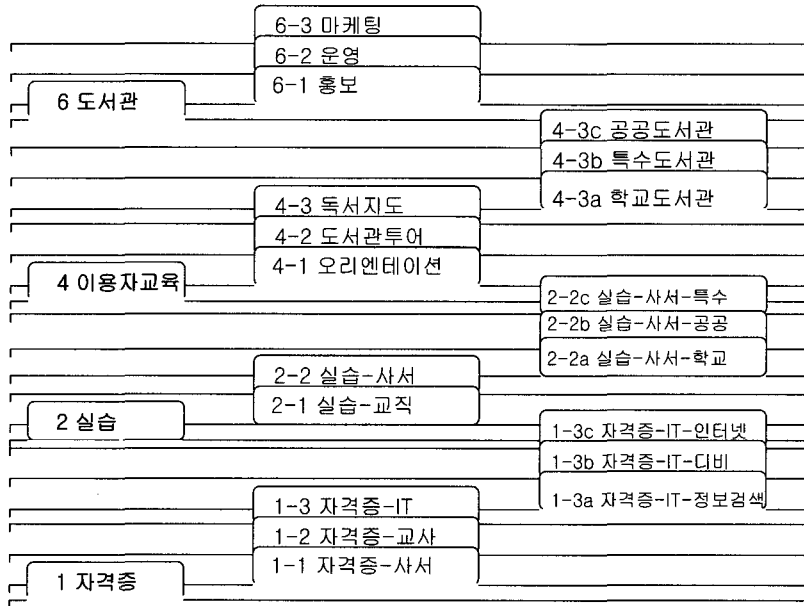 6-3 마케팅
6-2 운영
6-1 홍보
6 도서관
4-3c 공공도서관
4-3b 특수도서관
4-3a 학교도서관
4-3 독서지도
4-2 도서관투어
4-1 오리엔테이션
4 이용자교육
2-2c 실습-사서-특수
2-2b 실습-사서-공공
2-2a 실습-사서-학교
2-2 실습-사서
2-1 실습-교직
2 실습
1-3c 자격증-IT-인터넷
1-3b 자격증-IT-디비
1-3a 자격증-IT-정보검색
1-3 자격증-IT
1-2 자격증-교사
1-1 자격증-사서
1 자격증